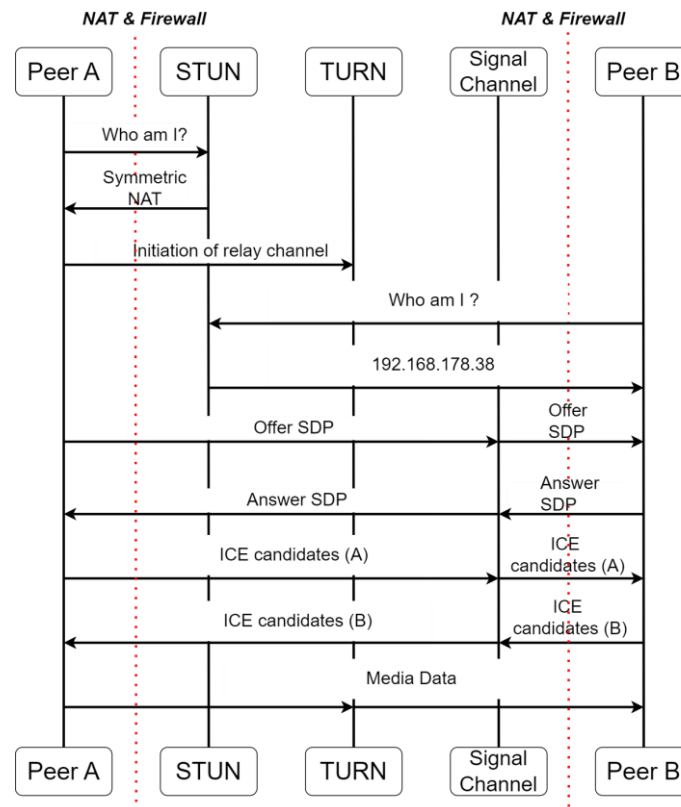 NAT & Firewall
NAT & Firewall
Peer A
STUN
TURN
Signal
Channel
Peer B
Who am I?
Symmetric
NAT
Initiation of relay channel
Who am I ?
192.168.178.38
Offer SDP
Offer
SDP
Answer SDP
Answer
SDP
ICE candidates (A)
ICE
candidates (A)
ICE candidates (B)
ICE
candidates (B)
Media Data
Peer A
STUN
TURN
Signal
Channel
Peer B